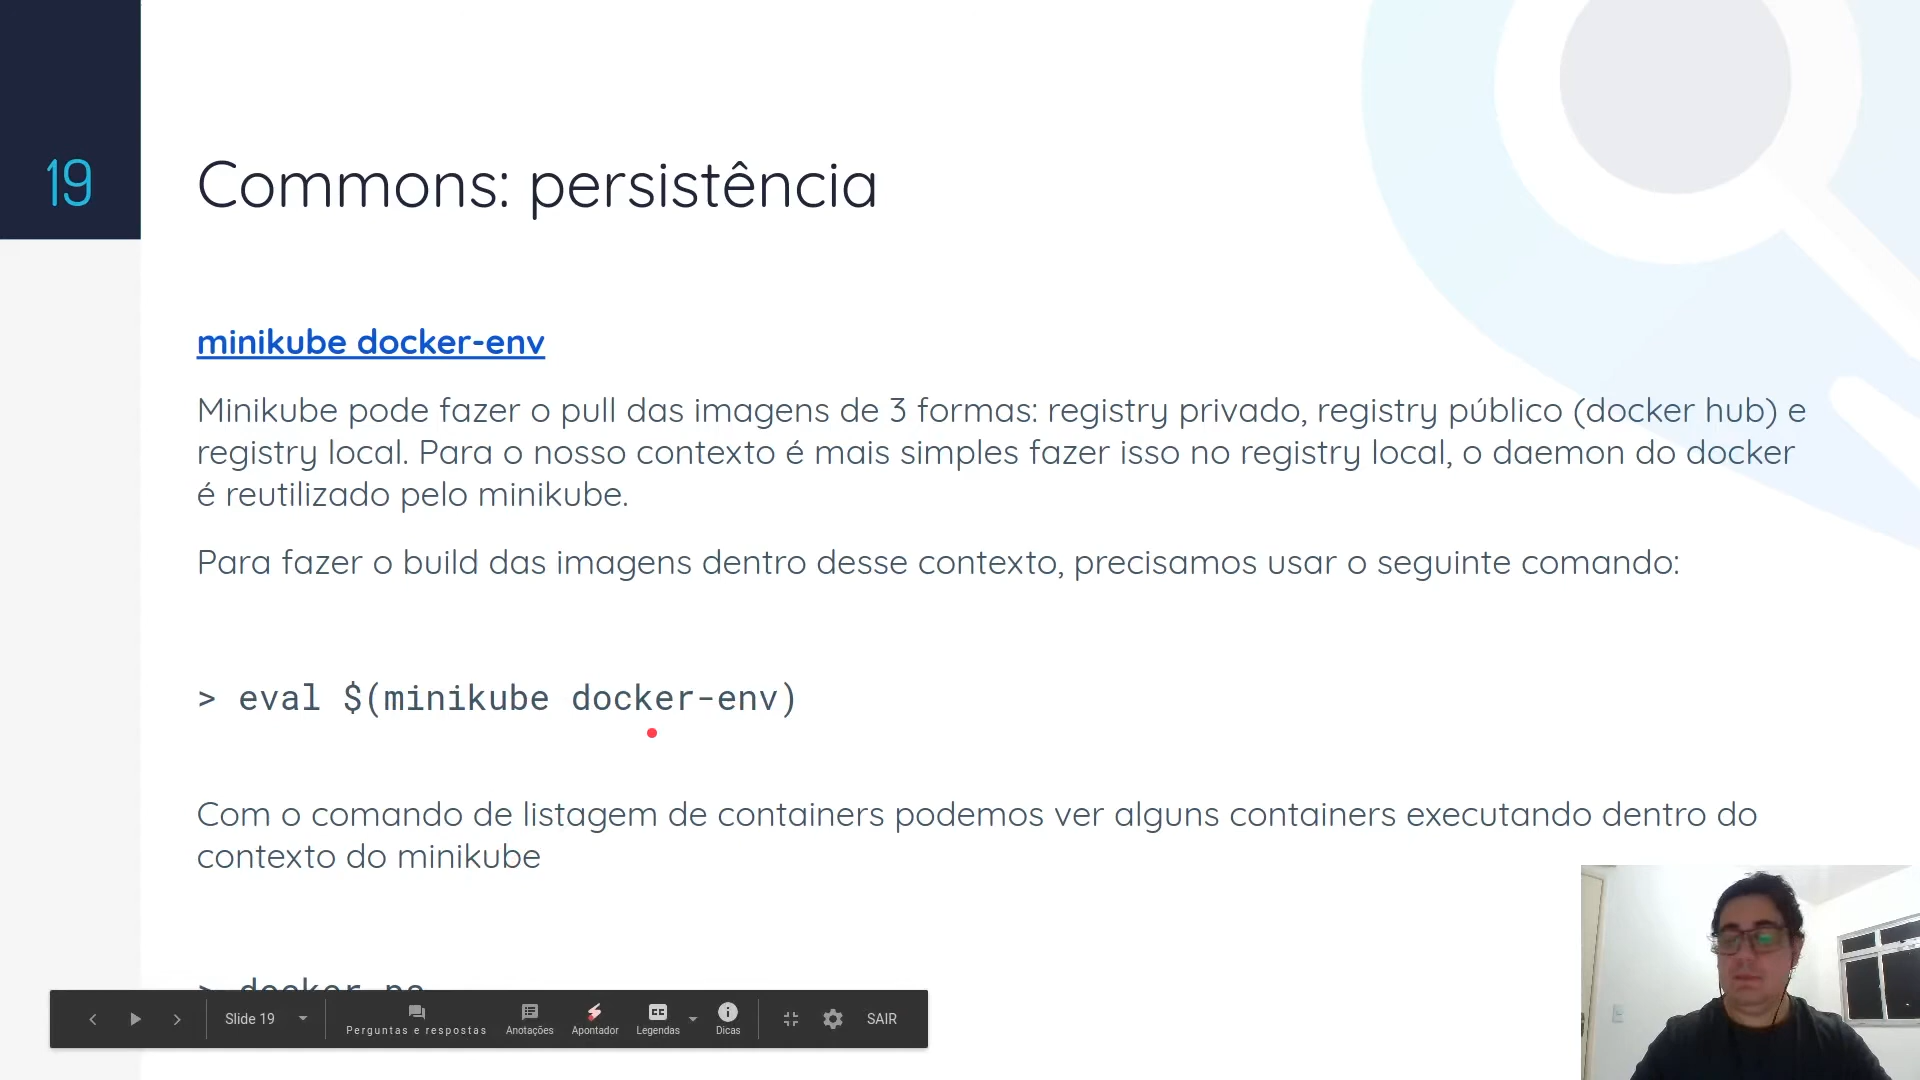 19
Commons: persistência
minikube docker-env
Minikube pode fazer o pull das imagens de 3 formas: registry privado, registry público (docker hub) e
registry local. Para o nosso contexto é mais simples fazer isso no registry local, o daemon do docker
é reutilizado pelo minikube.
Para fazer o build das imagens dentro desse contexto, precisamos usar o seguinte comando:
> eval $(minikube docker-env)
Com o comando de listagem de containers podemos ver alguns containers executando dentro do
contexto do minikube
> docker ps
Slide 19
Perguntas e respostas
Anotações
Apontador
Legendas
Dicas
SAIR